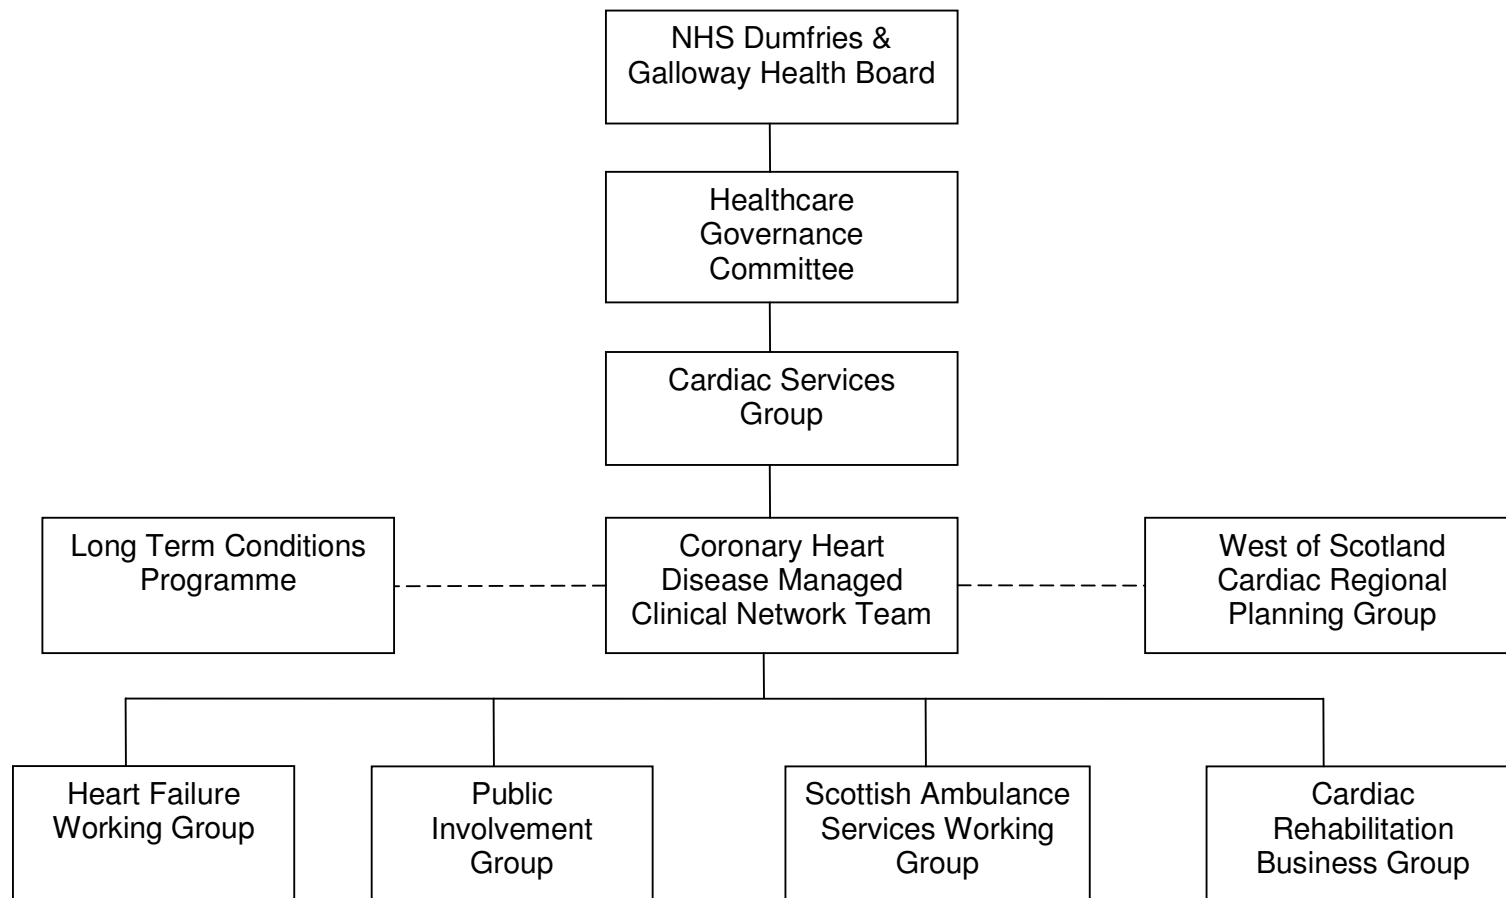 NHS Dumfries &
Galloway Health Board
Healthcare
Governance
Committee
Cardiac Services
Group
Long Term Conditions
Programme
Coronary Heart
Disease Managed
Clinical Network Team
West of Scotland
Cardiac Regional
Planning Group
Heart Failure
Working Group
Public
Involvement
Group
Scottish Ambulance
Services Working
Group
Cardiac
Rehabilitation
Business Group